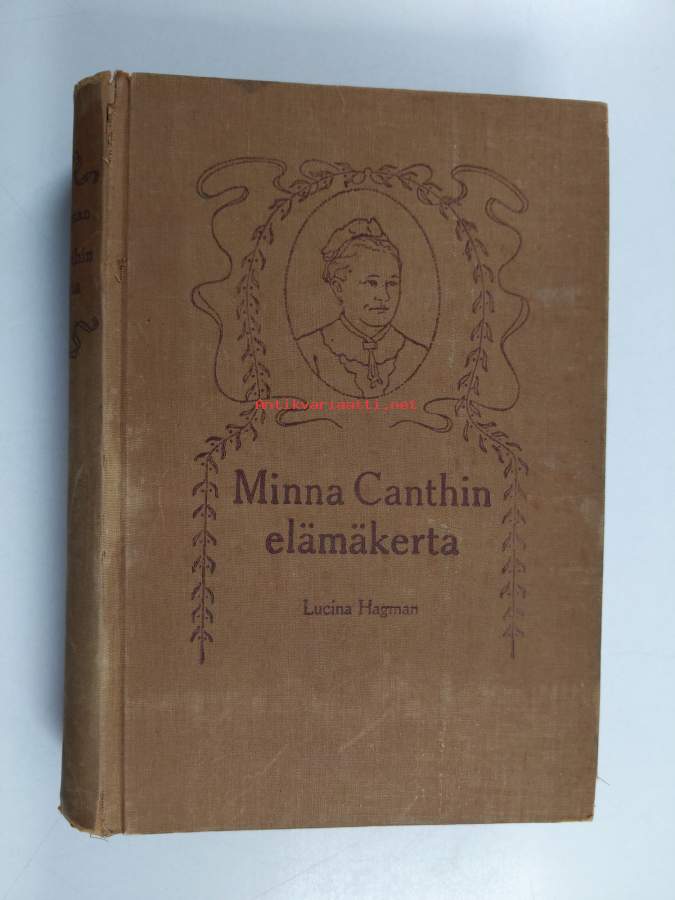 Antikvariaatti.net
Minna Canthin
elämäkerta
Lucina Hagman